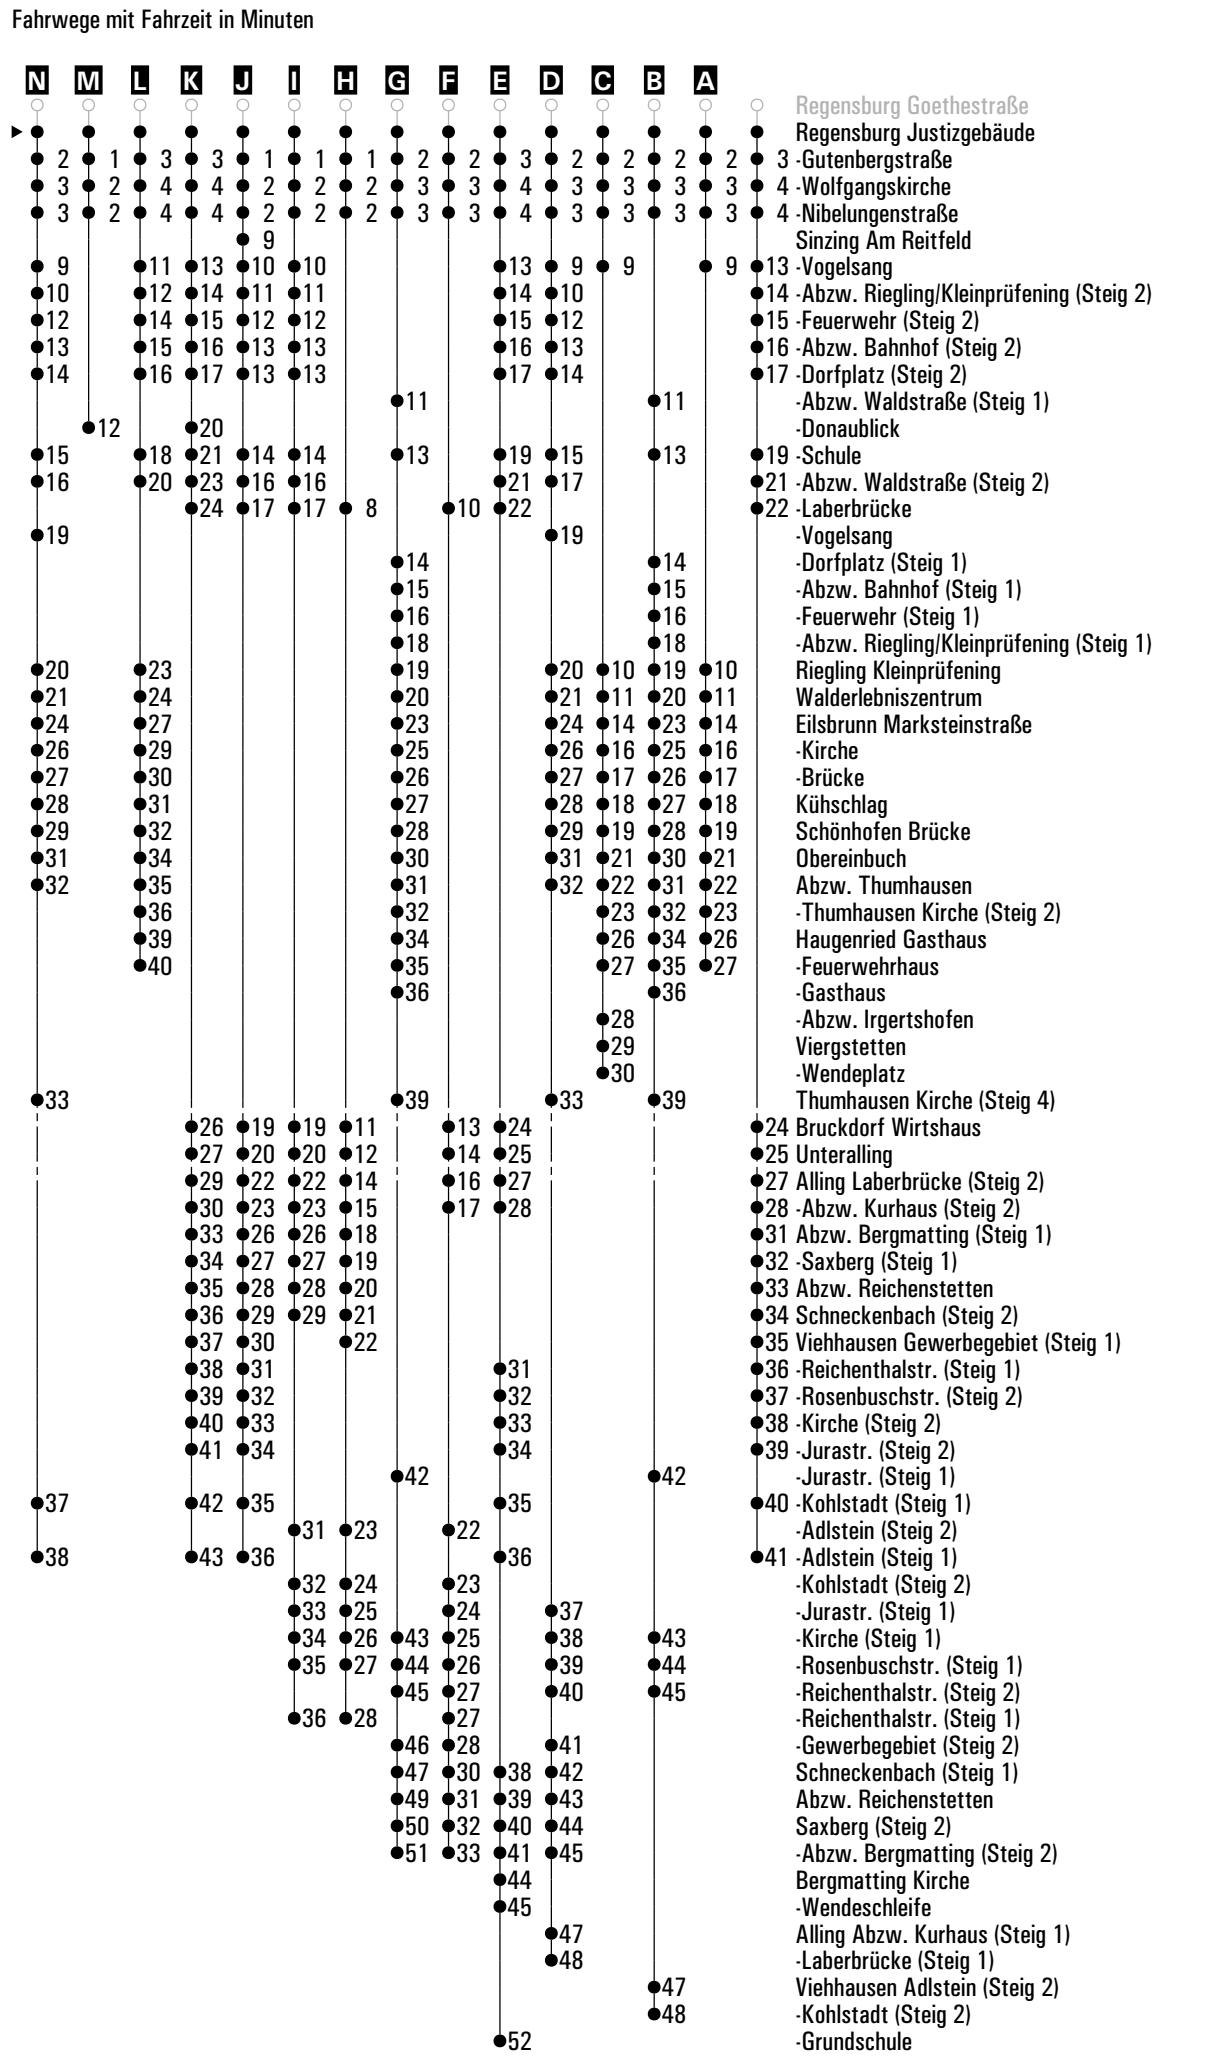 Fahrwege mit Fahrzeit in Minuten
N M L K J I H G F E D C B A
Regensburg Goethestraße
Regensburg Justizgebäude
2 1 3 3 1 1 1 2 2 3 2 2 2 2 3 -Gutenbergstraße
3 2 4 4 2 2 2 3 3 4 3 3 3 3 4 -Wolfgangskirche
3 2 4 4 2 2 2 3 3 4 3 3 3 3 4 -Nibelungenstraße
9 Sinzing Am Reitfeld
9 11 13 10 10 13 9 9 9 13 -Vogelsang
10 12 14 11 11 14 10 14 -Abzw. Riegling/Kleinprüfening (Steig 2)
12 14 15 12 12 15 12 15 -Feuerwehr (Steig 2)
13 15 16 13 13 16 13 16 -Abzw. Bahnhof (Steig 2)
14 16 17 13 13 17 14 17 -Dorfplatz (Steig 2)
11 11 -Abzw. Waldstraße (Steig 1)
12 20 -Donaublick
15 18 21 14 14 13 19 15 13 19 -Schule
16 20 23 16 16 21 17 21 -Abzw. Waldstraße (Steig 2)
24 17 17 8 10 22 22 -Laberbrücke
19 19 -Vogelsang
14 14 -Dorfplatz (Steig 1)
15 15 -Abzw. Bahnhof (Steig 1)
16 16 -Feuerwehr (Steig 1)
18 18 -Abzw. Riegling/Kleinprüfening (Steig 1)
20 23 19 20 10 19 10 Riegling Kleinprüfening
21 24 20 21 11 20 11 Walderlebniszentrum
24 27 23 24 14 23 14 Eilsbrunn Marksteinstraße
26 29 25 26 16 25 16 -Kirche
27 30 26 27 17 26 17 -Brücke
28 31 27 28 18 27 18 Kühschlag
29 32 28 29 19 28 19 Schönhofen Brücke
31 34 30 31 21 30 21 Obereinbuch
32 35 31 32 22 31 22 Abzw. Thumhausen
36 32 23 32 23 -Thumhausen Kirche (Steig 2)
39 34 26 34 26 Haugenried Gasthaus
40 35 27 35 27 -Feuerwehrhaus
36 36 -Gasthaus
28 -Abzw. Irgertshofen
29 Viergstetten
30 -Wendeplatz
33 39 33 39 Thumhausen Kirche (Steig 4)
26 19 19 11 13 24 24 Bruckdorf Wirtshaus
27 20 20 12 14 25 25 Unteralling
29 22 22 14 16 27 27 Alling Laberbrücke (Steig 2)
30 23 23 15 17 28 28 -Abzw. Kurhaus (Steig 2)
33 26 26 18 31 Abzw. Bergmatting (Steig 1)
34 27 27 19 32 -Saxberg (Steig 1)
35 28 28 20 33 Abzw. Reichenstetten
36 29 29 21 34 Schneckenbach (Steig 2)
37 30 22 35 Viehhausen Gewerbegebiet (Steig 1)
38 31 31 36 -Reichenthalstr. (Steig 1)
39 32 32 37 -Rosenbuschstr. (Steig 2)
40 33 33 38 -Kirche (Steig 2)
41 34 34 39 -Jurastr. (Steig 2)
42 42 -Jurastr. (Steig 1)
37 42 35 35 40 -Kohlstadt (Steig 1)
31 23 22 -Adlstein (Steig 2)
38 43 36 36 41 -Adlstein (Steig 1)
32 24 23 -Kohlstadt (Steig 2)
33 25 24 37 -Jurastr. (Steig 1)
34 26 43 25 38 43 -Kirche (Steig 1)
35 27 44 26 39 44 -Rosenbuschstr. (Steig 1)
45 27 40 45 -Reichenthalstr. (Steig 2)
36 28 27 -Reichenthalstr. (Steig 1)
46 28 41 -Gewerbegebiet (Steig 2)
47 30 38 42 Schneckenbach (Steig 1)
49 31 39 43 Abzw. Reichenstetten
50 32 40 44 Saxberg (Steig 2)
51 33 41 45 -Abzw. Bergmatting (Steig 2)
44 Bergmatting Kirche
45 -Wendeschleife
47 Alling Abzw. Kurhaus (Steig 1)
48 -Laberbrücke (Steig 1)
47 Viehhausen Adlstein (Steig 2)
48 -Kohlstadt (Steig 2)
52 -Grundschule